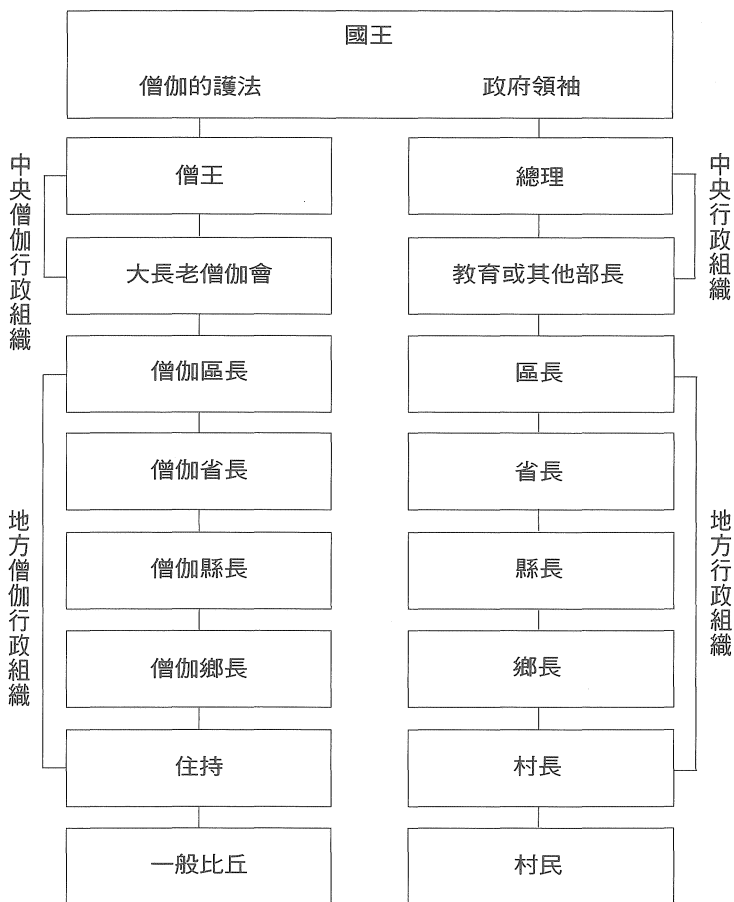 國王
僧伽的護法
政府領袖
中央僧伽行政組織
僧王
大長老僧伽會
地方僧伽行政組織
僧伽區長
僧伽省長
僧伽縣長
僧伽鄉長
住持
一般比丘
總理
教育或其他部長
中央行政組織
區長
省長
縣長
鄉長
村長
地方行政組織
村民